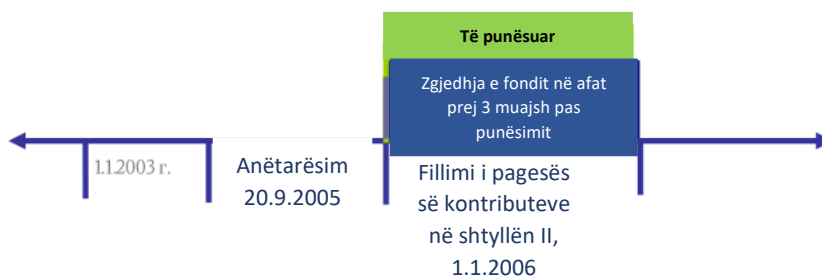 Të punësuar
Zgjedhja e fondit në afat
prej 3 muajsh pas
punësimit
1.1.2003 г.
Anëtarësim
20.9.2005
Fillimi i pagesës
së kontributeve
në shtyllën II,
1.1.2006